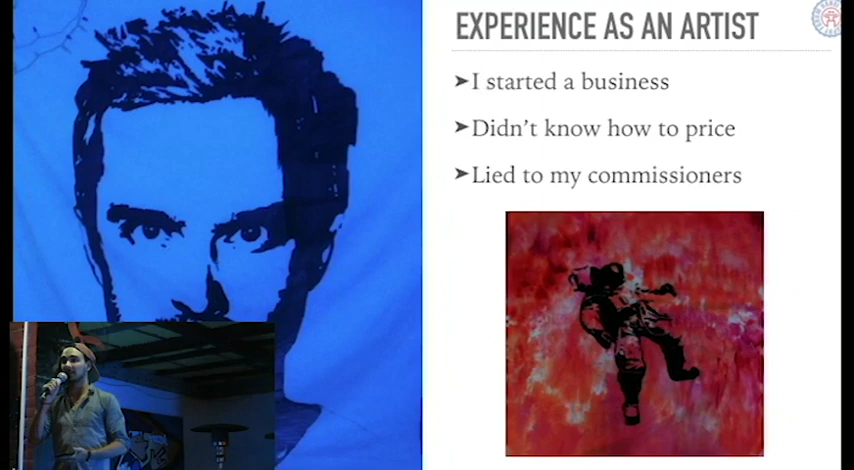 EXPERIENCE AS AN ARTIST
➤I started a business
➤Didn't know how to price
➤Lied to my commissioners